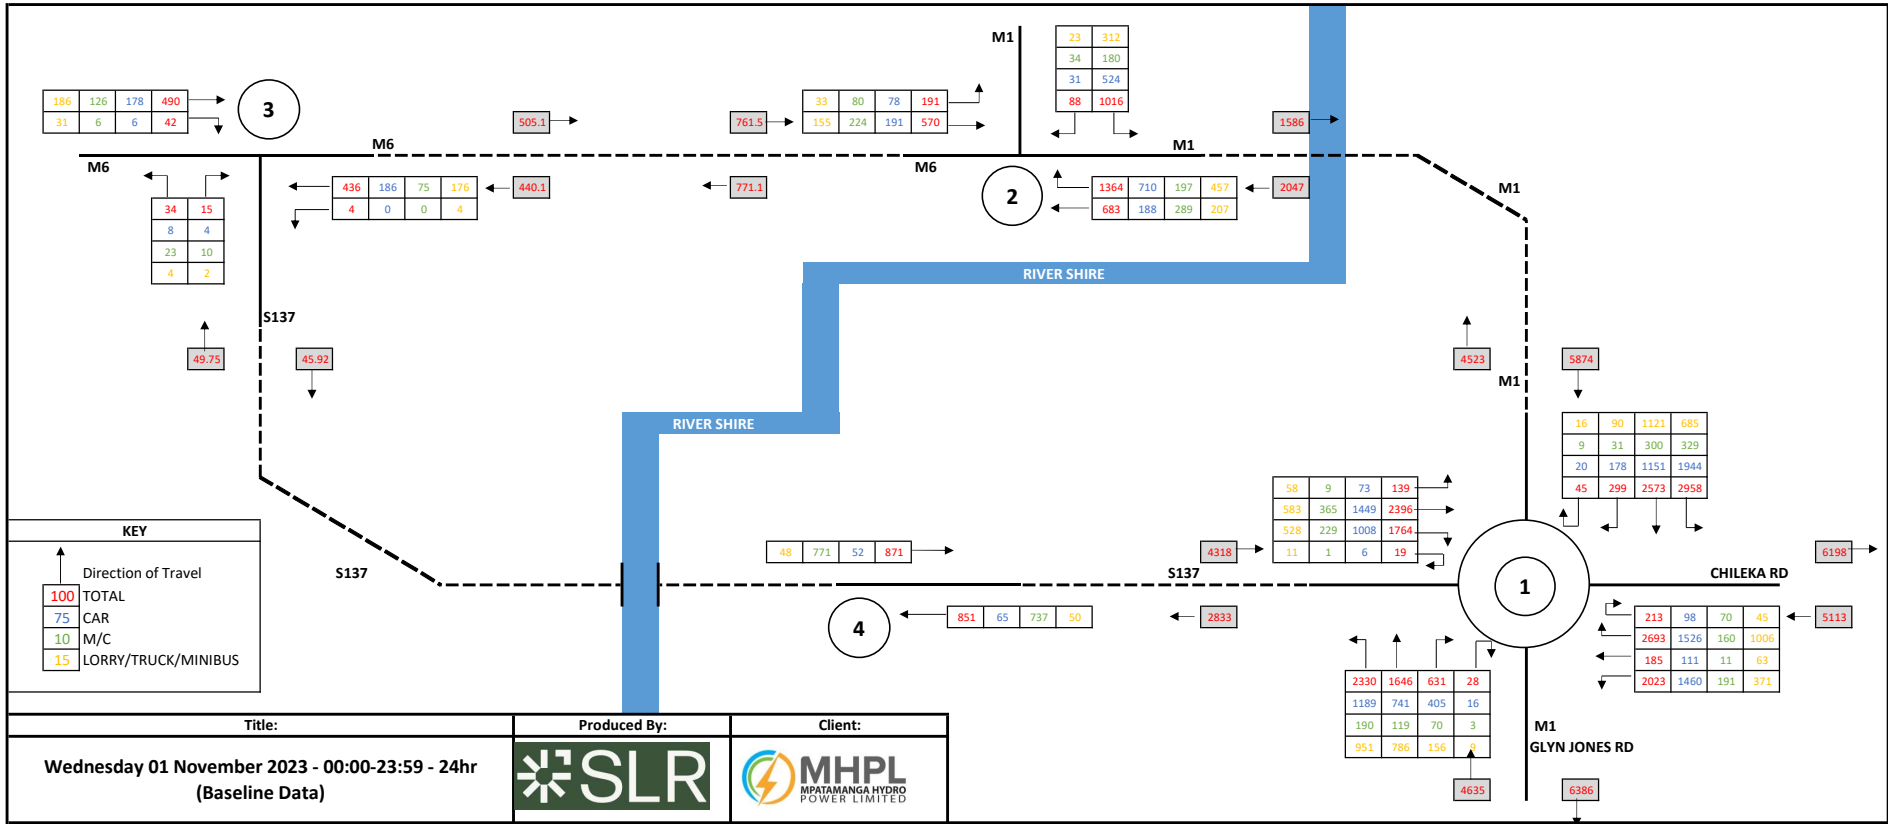 M1
23 312
34 180
31 524
88 1016
186 126 178 490
31 6 6 42
3
505.1
761.5
33 80 78 191
155 224 191 570
1586
M6
M6
M6
M1
436 186 75 176
4 0 0 4
440.1
771.1
2
1364 710 197 457
683 188 289 207
2047
M1
34 15
8 4
23 10
4 2
RIVER SHIRE
S137
49.75
45.92
4523
5874
M1
RIVER SHIRE
16 90 1121 685
9 31 300 329
20 178 1151 1944
45 299 2573 2958
58 9 73 139
583 365 1449 2396
528 229 1008 1764
11 1 6 19
KEY
Direction of Travel
100 TOTAL
75 CAR
10 M/C
15 LORRY/TRUCK/MINIBUS
S137
48 771 52 871
4318
6198
S137
CHILEKA RD
1
4
851 65 737 50
2833
213 98 70 45
2693 1526 160 1006
185 111 11 63
2023 1460 191 371
5113
2330 1646 631 28
1189 741 405 16
190 119 70 3
951 786 156 9
M1
GLYN JONES RD
4635
6386
Title:
Produced By:
Client:
Wednesday 01 November 2023 - 00:00-23:59 - 24hr
(Baseline Data)
SLR
MHPL
MPATAMANGA HYDRO
POWER LIMITED